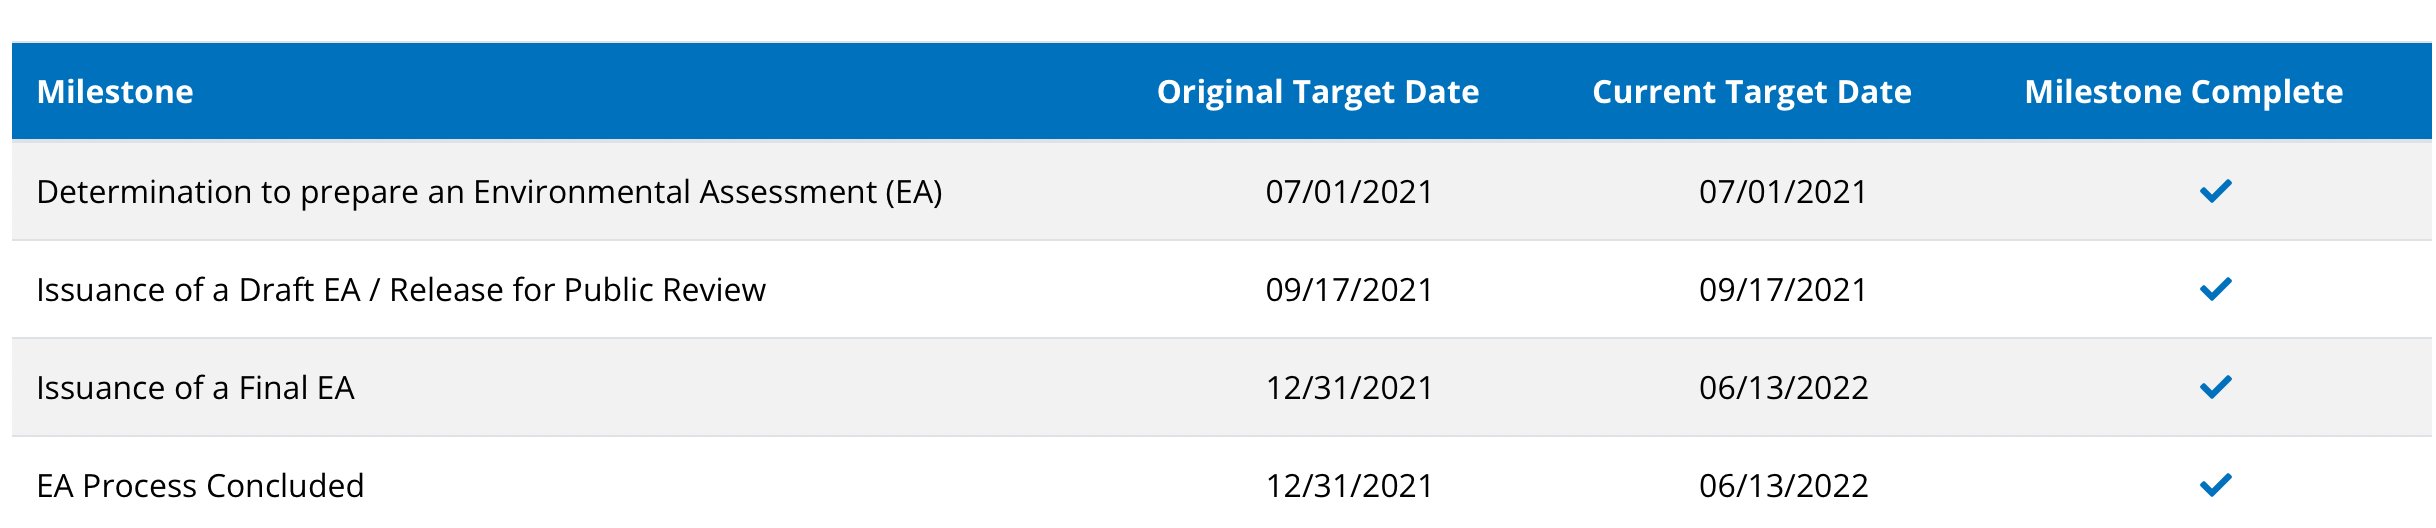 Milestone Original Target Date Current Target Date Milestone Complete
Determination to prepare an Environmental Assessment (EA) 07/01/2021 07/01/2021
Issuance of a Draft EA / Release for Public Review 09/17/2021 09/17/2021
Issuance of a Final EA 12/31/2021 06/13/2022
EA Process Concluded 12/31/2021 06/13/2022